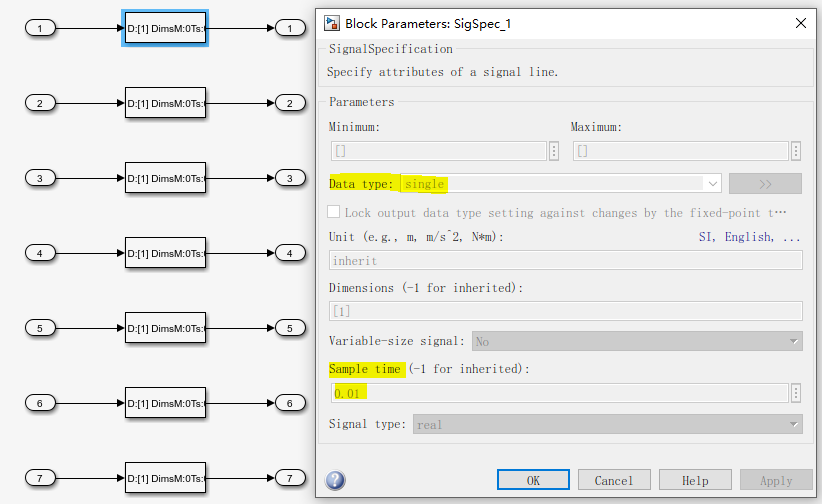 1 D:[1] DimsM:0Ts: 1
2 D:[1] DimsM:0Ts: 2
3 D:[1] DimsM:0Ts: 3
4 D:[1] DimsM:0Ts: 4
5 D:[1] DimsM:0Ts: 5
6 D:[1] DimsM:0Ts: 6
7 D:[1] DimsM:0Ts: 7
Block Parameters: SigSpec_1
SignalSpecification
Specify attributes of a signal line.
Parameters
Minimum: Maximum:
[] []
Data type: single >>
Lock output data type setting against changes by the fixed-point t…
Unit (e.g., m, m/s^2, N*m): SI, English, ...
inherit
Dimensions (-1 for inherited):
[1]
Variable-size signal: No
Sample time (-1 for inherited):
0.01
Signal type: real
? OK Cancel Help Apply